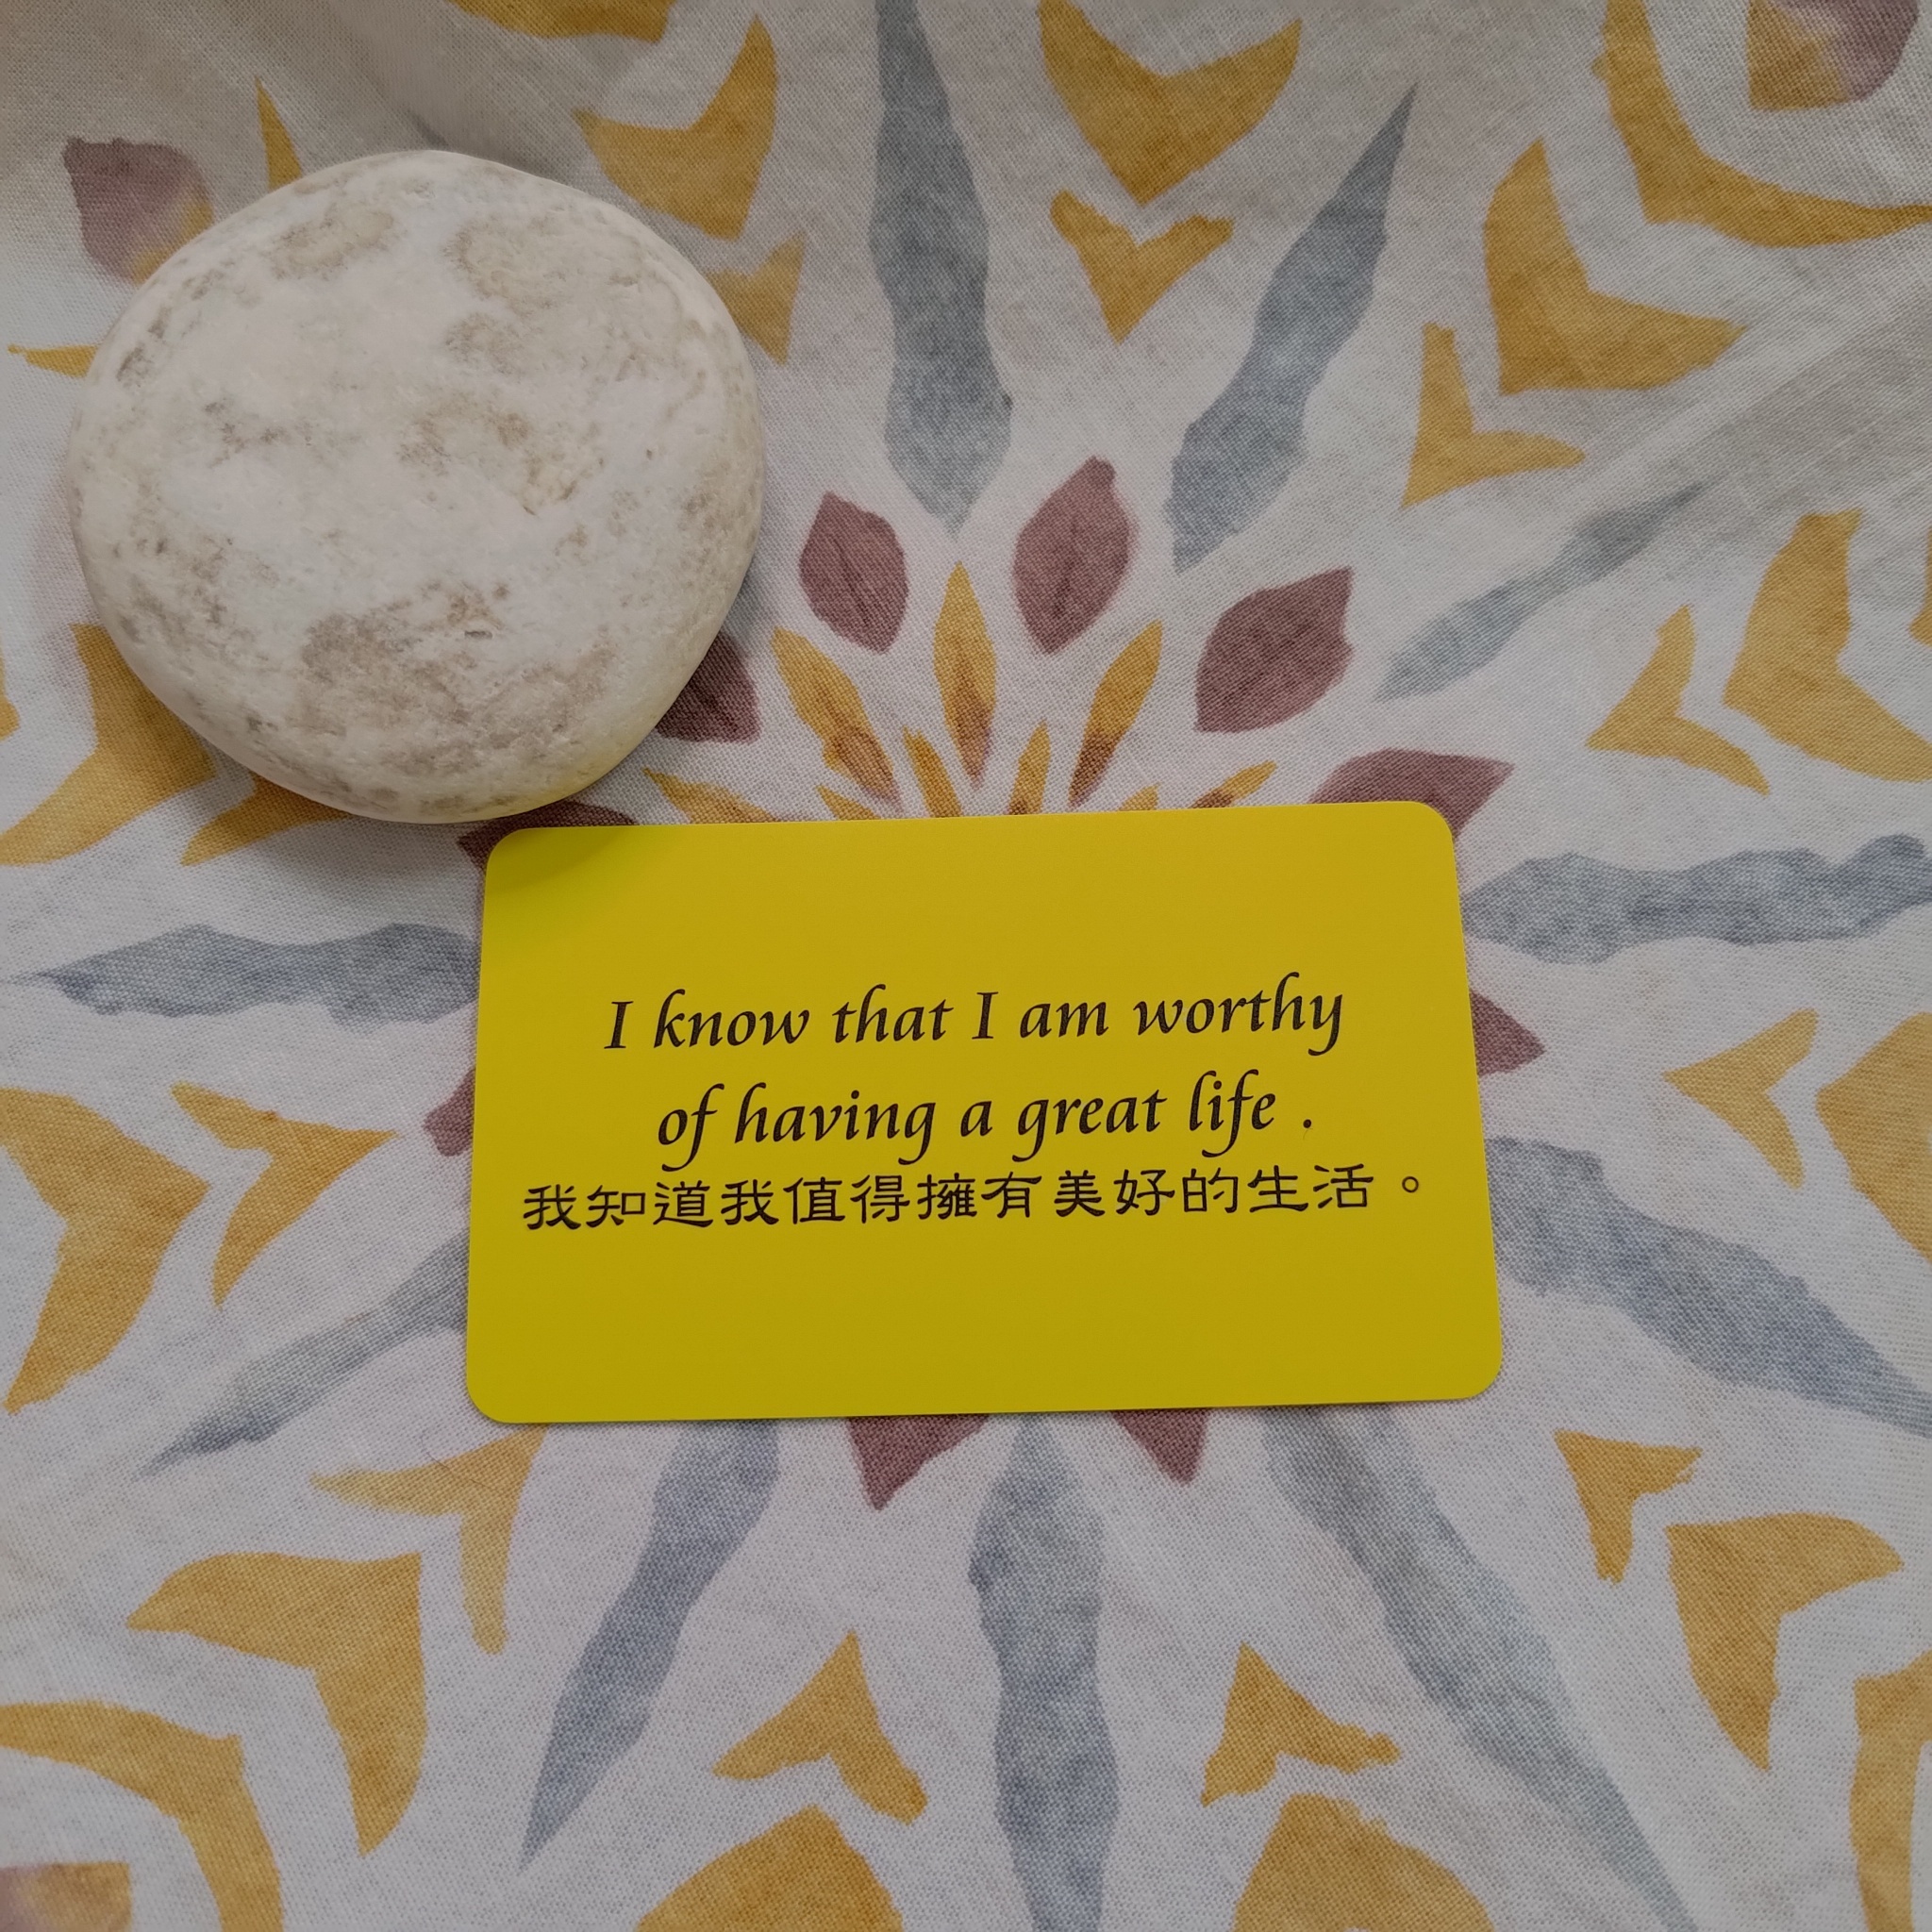 I know that I am worthy
of having a great life .
我知道我值得擁有美好的生活。